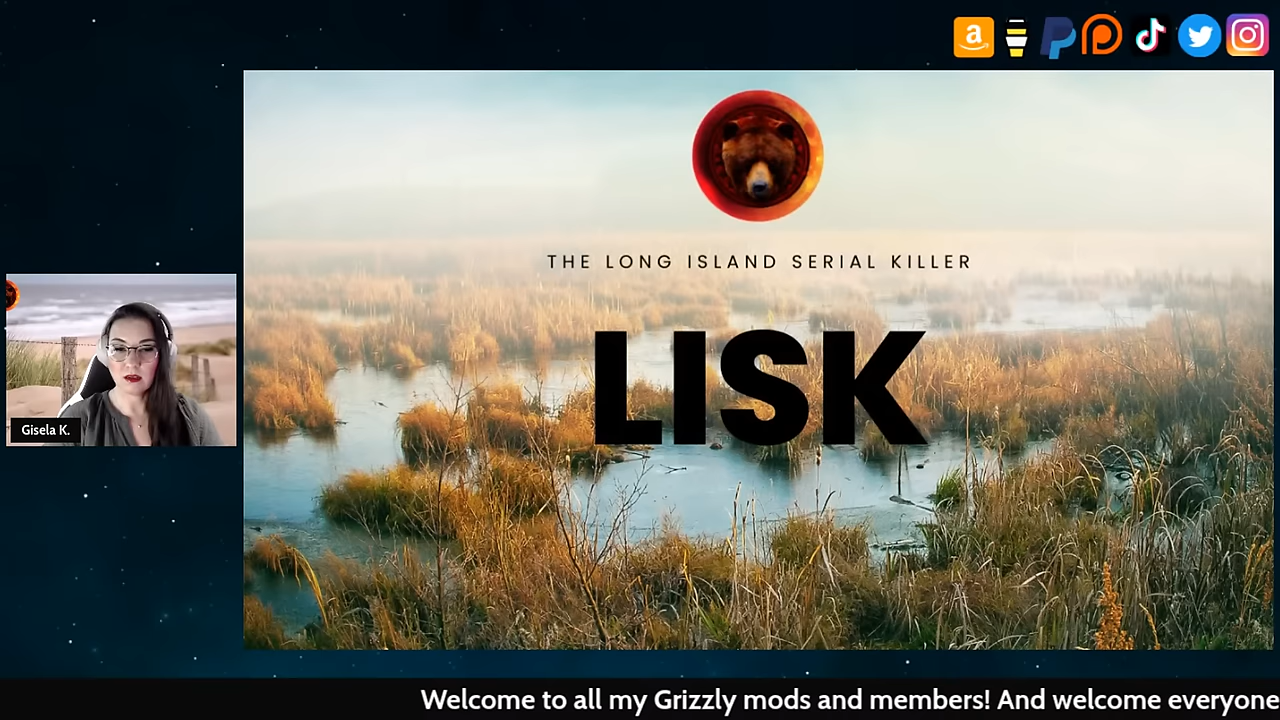 THE LONG ISLAND SERIAL KILLER
LISK
Gisela K.
Welcome to all my Grizzly mods and members! And welcome everyone